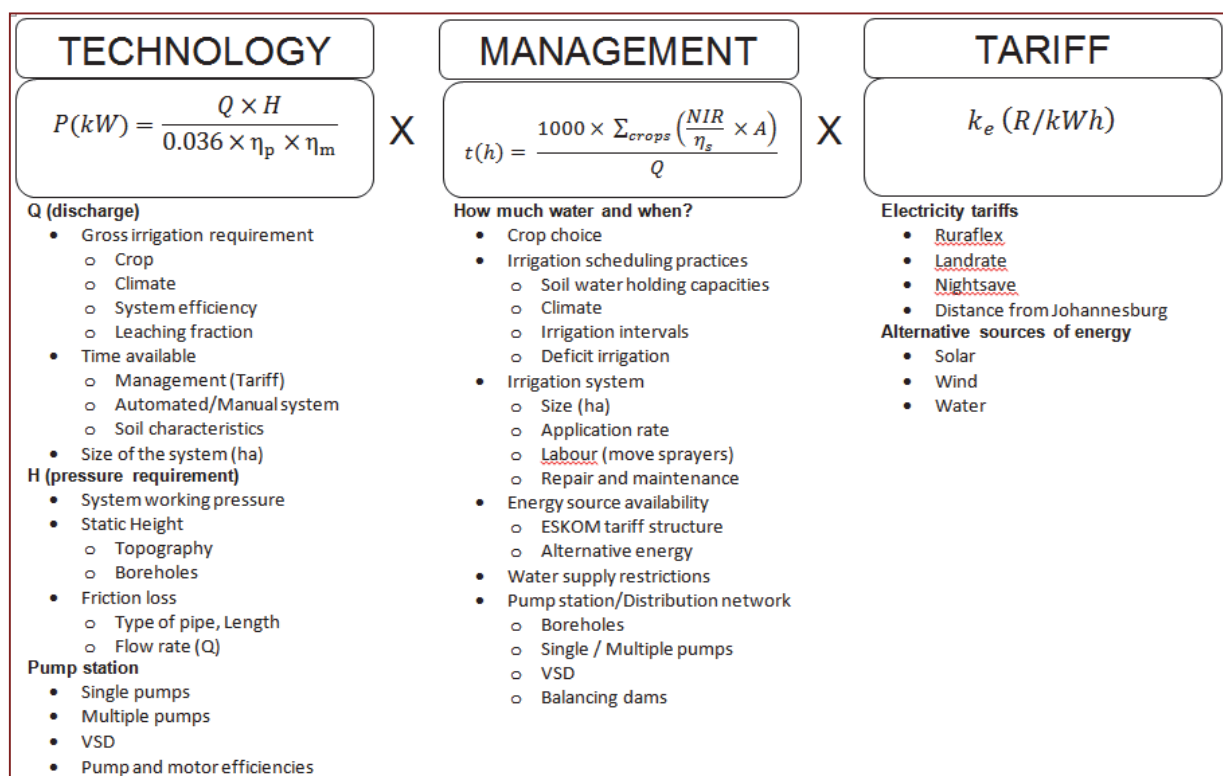 TECHNOLOGY
P(kW) = Q × H / 0.036 × ηp × ηm
Q (discharge)
• Gross irrigation requirement
o Crop
o Climate
o System efficiency
o Leaching fraction
• Time available
o Management (Tariff)
o Automated/Manual system
o Soil characteristics
• Size of the system (ha)
H (pressure requirement)
• System working pressure
• Static Height
o Topography
o Boreholes
• Friction loss
o Type of pipe, Length
o Flow rate (Q)
Pump station
• Single pumps
• Multiple pumps
• VSD
• Pump and motor efficiencies
X
MANAGEMENT
t(h) = 1000 × Σcrops (NIR / ηs × A) / Q
How much water and when?
• Crop choice
• Irrigation scheduling practices
o Soil water holding capacities
o Climate
o Irrigation intervals
o Deficit irrigation
• Irrigation system
o Size (ha)
o Application rate
o Labour (move sprayers)
o Repair and maintenance
• Energy source availability
o ESKOM tariff structure
o Alternative energy
• Water supply restrictions
• Pump station/Distribution network
o Boreholes
o Single / Multiple pumps
o VSD
o Balancing dams
X
TARIFF
ke (R/kWh)
Electricity tariffs
• Ruraflex
• Landrate
• Nightsave
• Distance from Johannesburg
Alternative sources of energy
• Solar
• Wind
• Water